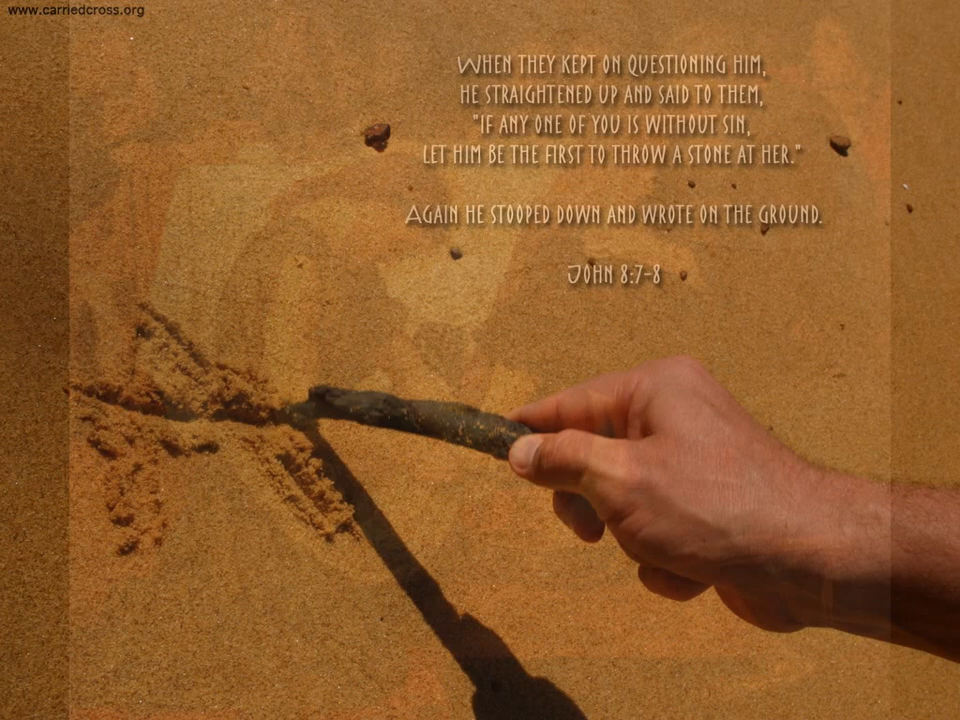 www.carriedcross.org
When they kept on questioning him,
he straightened up and said to them,
"If any one of you is without sin,
let him be the first to throw a stone at her."
Again he stooped down and wrote on the ground.
John 8:7-8